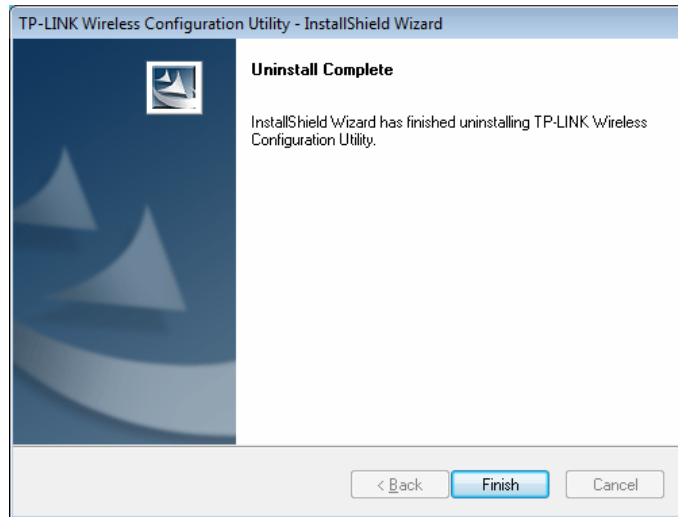 TP-LINK Wireless Configuration Utility - InstallShield Wizard
Uninstall Complete
InstallShield Wizard has finished uninstalling TP-LINK Wireless
Configuration Utility.
< Back
Finish
Cancel